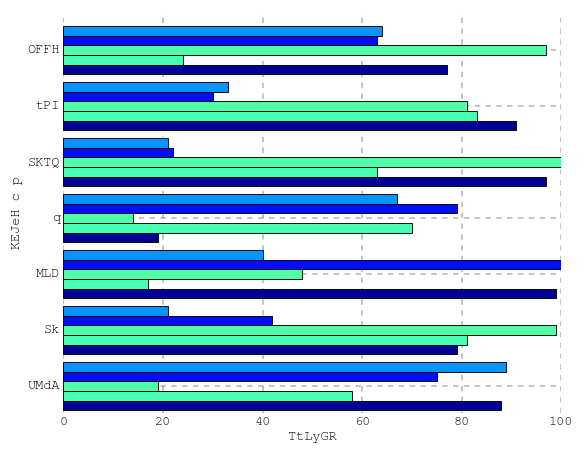 OFFH
tPI
SKTQ
q
MLD
Sk
UMdA
KEJeH c p
0 20 40 60 80 100
TtLyGR